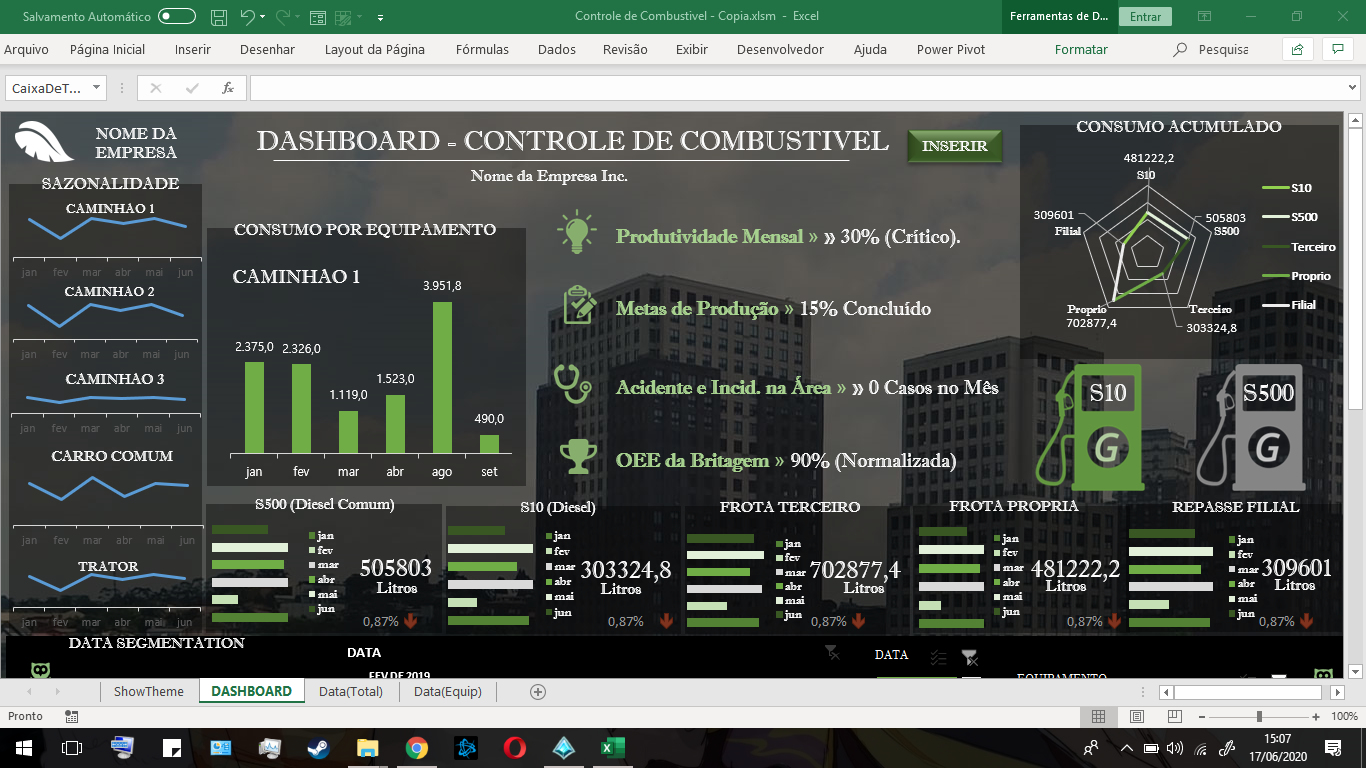 Salvamento Automático
Controle de Combustivel - Copia.xlsm - Excel
Ferramentas de D...
Entrar
Arquivo
Página Inicial
Inserir
Desenhar
Layout da Página
Fórmulas
Dados
Revisão
Exibir
Desenvolvedor
Ajuda
Power Pivot
Formatar
Pesquisa
CaixaDeT...
fx
NOME DA
EMPRESA
DASHBOARD - CONTROLE DE COMBUSTIVEL
Nome da Empresa Inc.
INSERIR
SAZONALIDADE
CAMINHAO 1
jan fev mar abr mai jun
CAMINHAO 2
jan fev mar abr mai jun
CAMINHAO 3
jan fev mar abr mai jun
CARRO COMUM
jan fev mar abr mai jun
TRATOR
jan fev mar abr mai jun
CONSUMO POR EQUIPAMENTO
CAMINHAO 1
2.375,0
2.326,0
1.119,0
1.523,0
3.951,8
490,0
jan fev mar abr ago set
Produtividade Mensal » » 30% (Crítico).
Metas de Produção » 15% Concluído
Acidente e Incid. na Área » » 0 Casos no Mês
OEE da Britagem » 90% (Normalizada)
CONSUMO ACUMULADO
481222,2
S10
505803
S500
Terceiro
303324,8
Proprio
702877,4
309601
Filial
S10
S500
Terceiro
Proprio
Filial
S10
G
S500
G
S500 (Diesel Comum)
jan
fev
mar
abr
mai
jun
505803
Litros
0,87%
S10 (Diesel)
jan
fev
mar
abr
mai
jun
303324,8
Litros
0,87%
FROTA TERCEIRO
jan
fev
mar
abr
mai
jun
702877,4
Litros
0,87%
FROTA PROPRIA
jan
fev
mar
abr
mai
jun
481222,2
Litros
0,87%
REPASSE FILIAL
jan
fev
mar
abr
mai
jun
309601
Litros
0,87%
DATA SEGMENTATION
DATA
FEV DE 2019
DATA
EQUIPAMENTO
ShowTheme
DASHBOARD
Data(Total)
Data(Equip)
Pronto
100%
15:07
17/06/2020